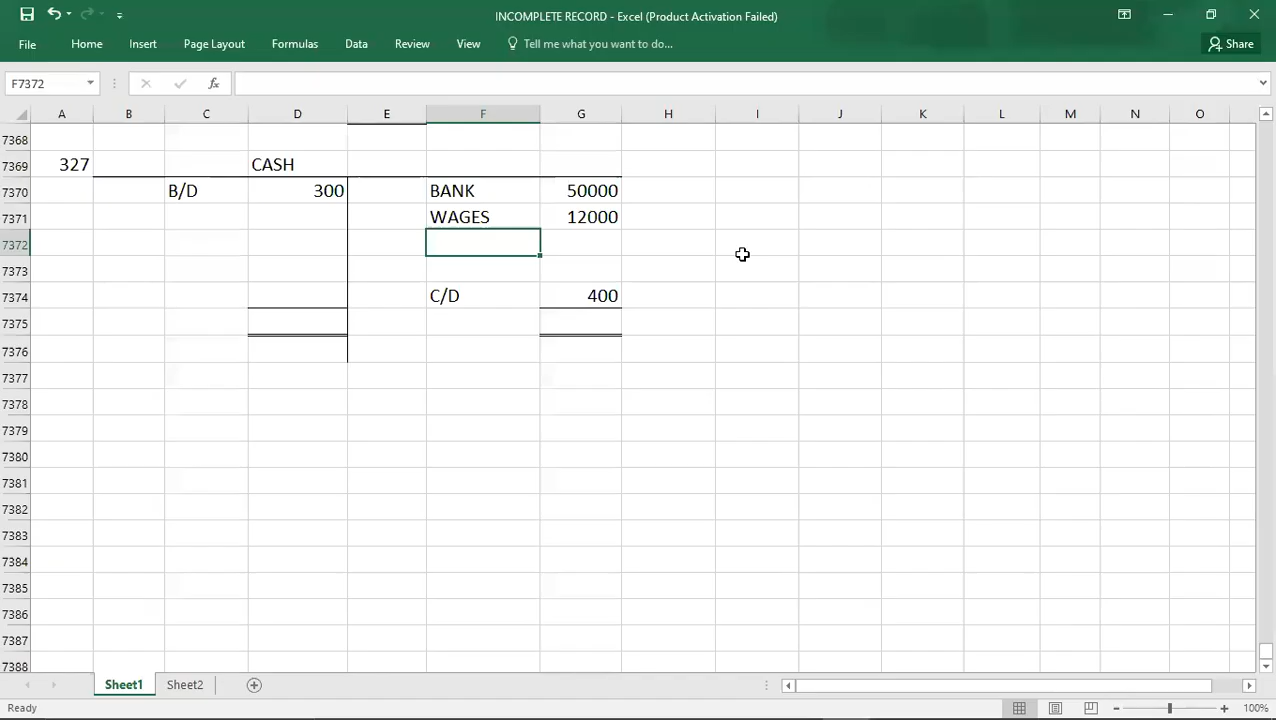 INCOMPLETE RECORD - Excel (Product Activation Failed)
File Home Insert Page Layout Formulas Data Review View Tell me what you want to do... Share
F7372 fx
A B C D E F G H I J K L M N O
7368
7369 327 CASH
7370 B/D 300 BANK 50000
7371 WAGES 12000
7372
7373
7374 C/D 400
7375
7376
7377
7378
7379
7380
7381
7382
7383
7384
7385
7386
7387
7388
Sheet1 Sheet2
Ready 100%